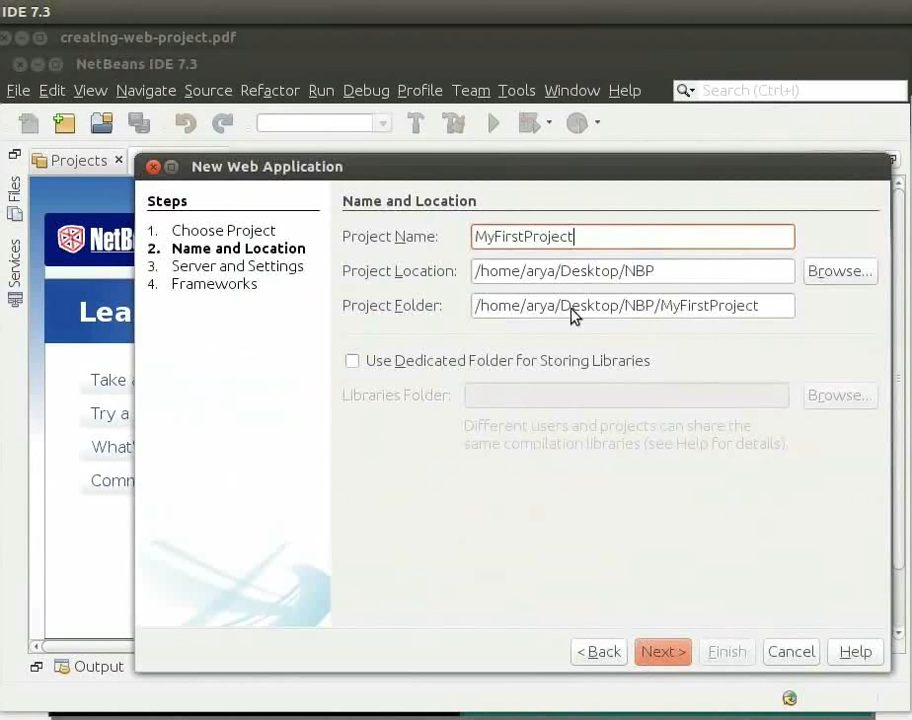 IDE 7.3
creating-web-project.pdf
NetBeans IDE 7.3
File Edit View Navigate Source Refactor Run Debug Profile Team Tools Window Help Search (Ctrl+I)
Projects
Files
Services
New Web Application
Steps
1. Choose Project
2. Name and Location
3. Server and Settings
4. Frameworks
Name and Location
Project Name: MyFirstProject
Project Location: /home/arya/Desktop/NBP Browse...
Project Folder: /home/arya/Desktop/NBP/MyFirstProject
Use Dedicated Folder for Storing Libraries
Libraries Folder: Browse...
Different users and projects can share the
same compilation libraries (see Help for details).
NetB
Lea
Take
Try a
What'
Comm
< Back Next > Finish Cancel Help
Output